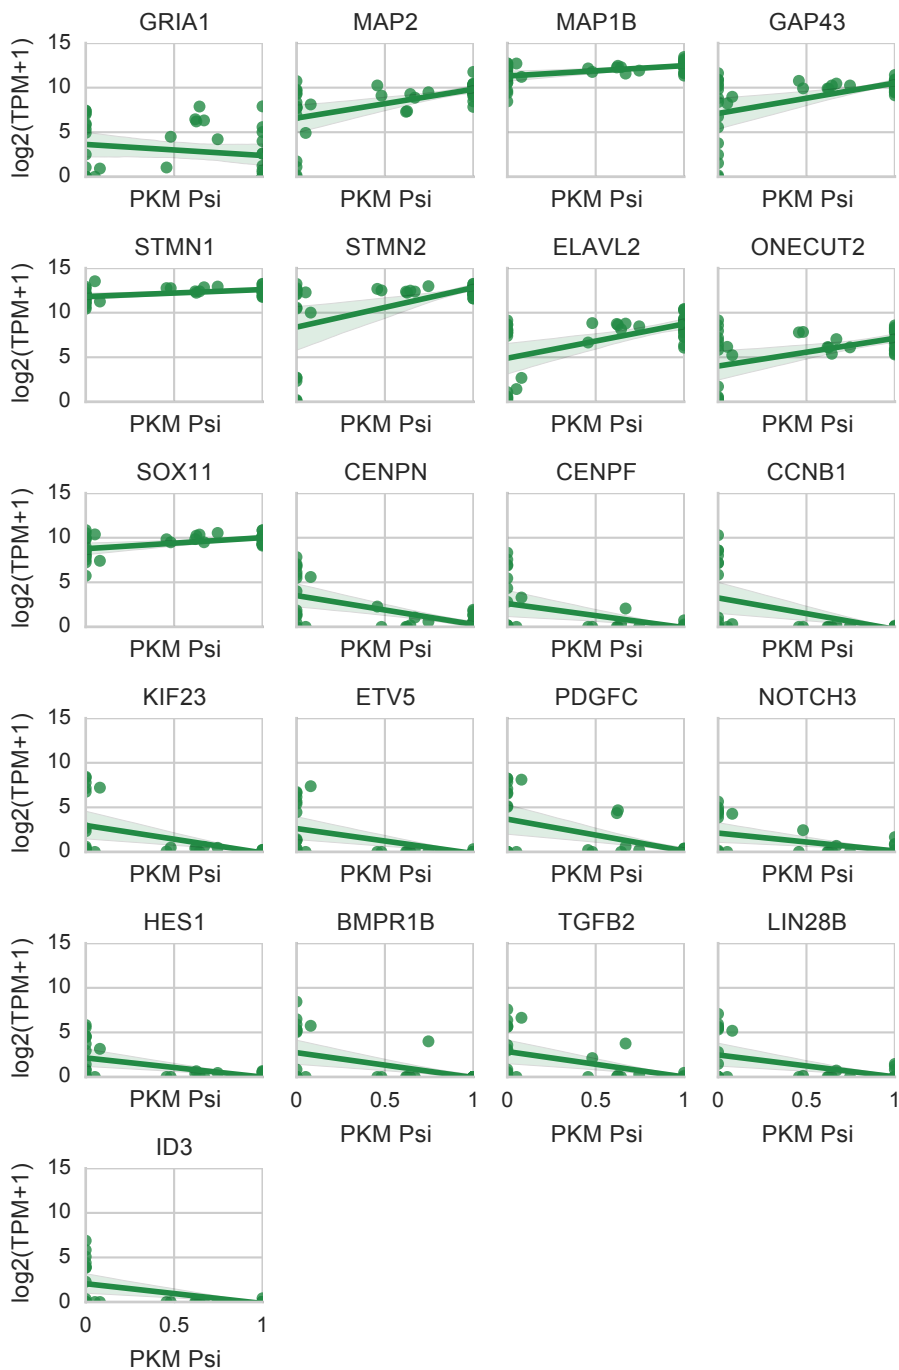 GRIA1 MAP2 MAP1B GAP43
15
10
5
0
log2(TPM+1)
PKM Psi PKM Psi PKM Psi PKM Psi
STMN1 STMN2 ELAVL2 ONECUT2
15
10
5
0
log2(TPM+1)
PKM Psi PKM Psi PKM Psi PKM Psi
SOX11 CENPN CENPF CCNB1
15
10
5
0
log2(TPM+1)
PKM Psi PKM Psi PKM Psi PKM Psi
KIF23 ETV5 PDGFC NOTCH3
15
10
5
0
log2(TPM+1)
PKM Psi PKM Psi PKM Psi PKM Psi
HES1 BMPR1B TGFB2 LIN28B
15
10
5
0
log2(TPM+1)
0 0.5 1 0 0.5 1 0 0.5 1
PKM Psi PKM Psi PKM Psi PKM Psi
ID3
15
10
5
0
log2(TPM+1)
0 0.5 1
PKM Psi